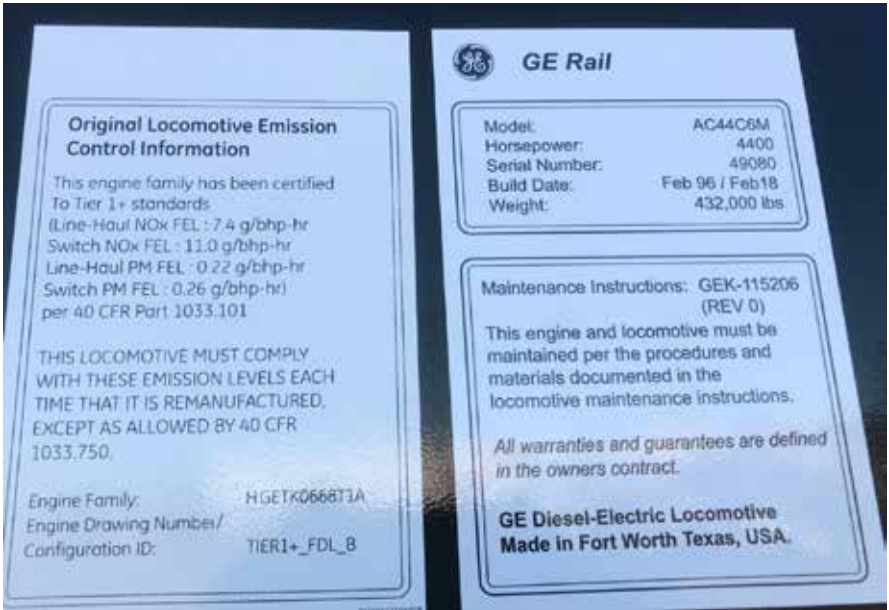 Original Locomotive Emission
Control Information
This engine family has been certified
To Tier 1+ standards
(Line-Haul NOx FEL : 7.4 g/bhp-hr
Switch NOx FEL : 11.0 g/bhp-hr
Line-Haul PM FEL : 0.22 g/bhp-hr
Switch PM FEL : 0.26 g/bhp-hr)
per 40 CFR Part 1033.101
THIS LOCOMOTIVE MUST COMPLY
WITH THESE EMISSION LEVELS EACH
TIME THAT IT IS REMANUFACTURED,
EXCEPT AS ALLOWED BY 40 CFR
1033.750.
Engine Family: HGETK0668T1A
Engine Drawing Number/
Configuration ID: TIER1+_FDL_8
GE GE Rail
Model: AC44C6M
Horsepower: 4400
Serial Number: 49080
Build Date: Feb 96 / Feb18
Weight: 432,000 lbs
Maintenance Instructions: GEK-115206
(REV 0)
This engine and locomotive must be
maintained per the procedures and
materials documented in the
locomotive maintenance instructions.
All warranties and guarantees are defined
in the owners contract.
GE Diesel-Electric Locomotive
Made in Fort Worth Texas, USA.